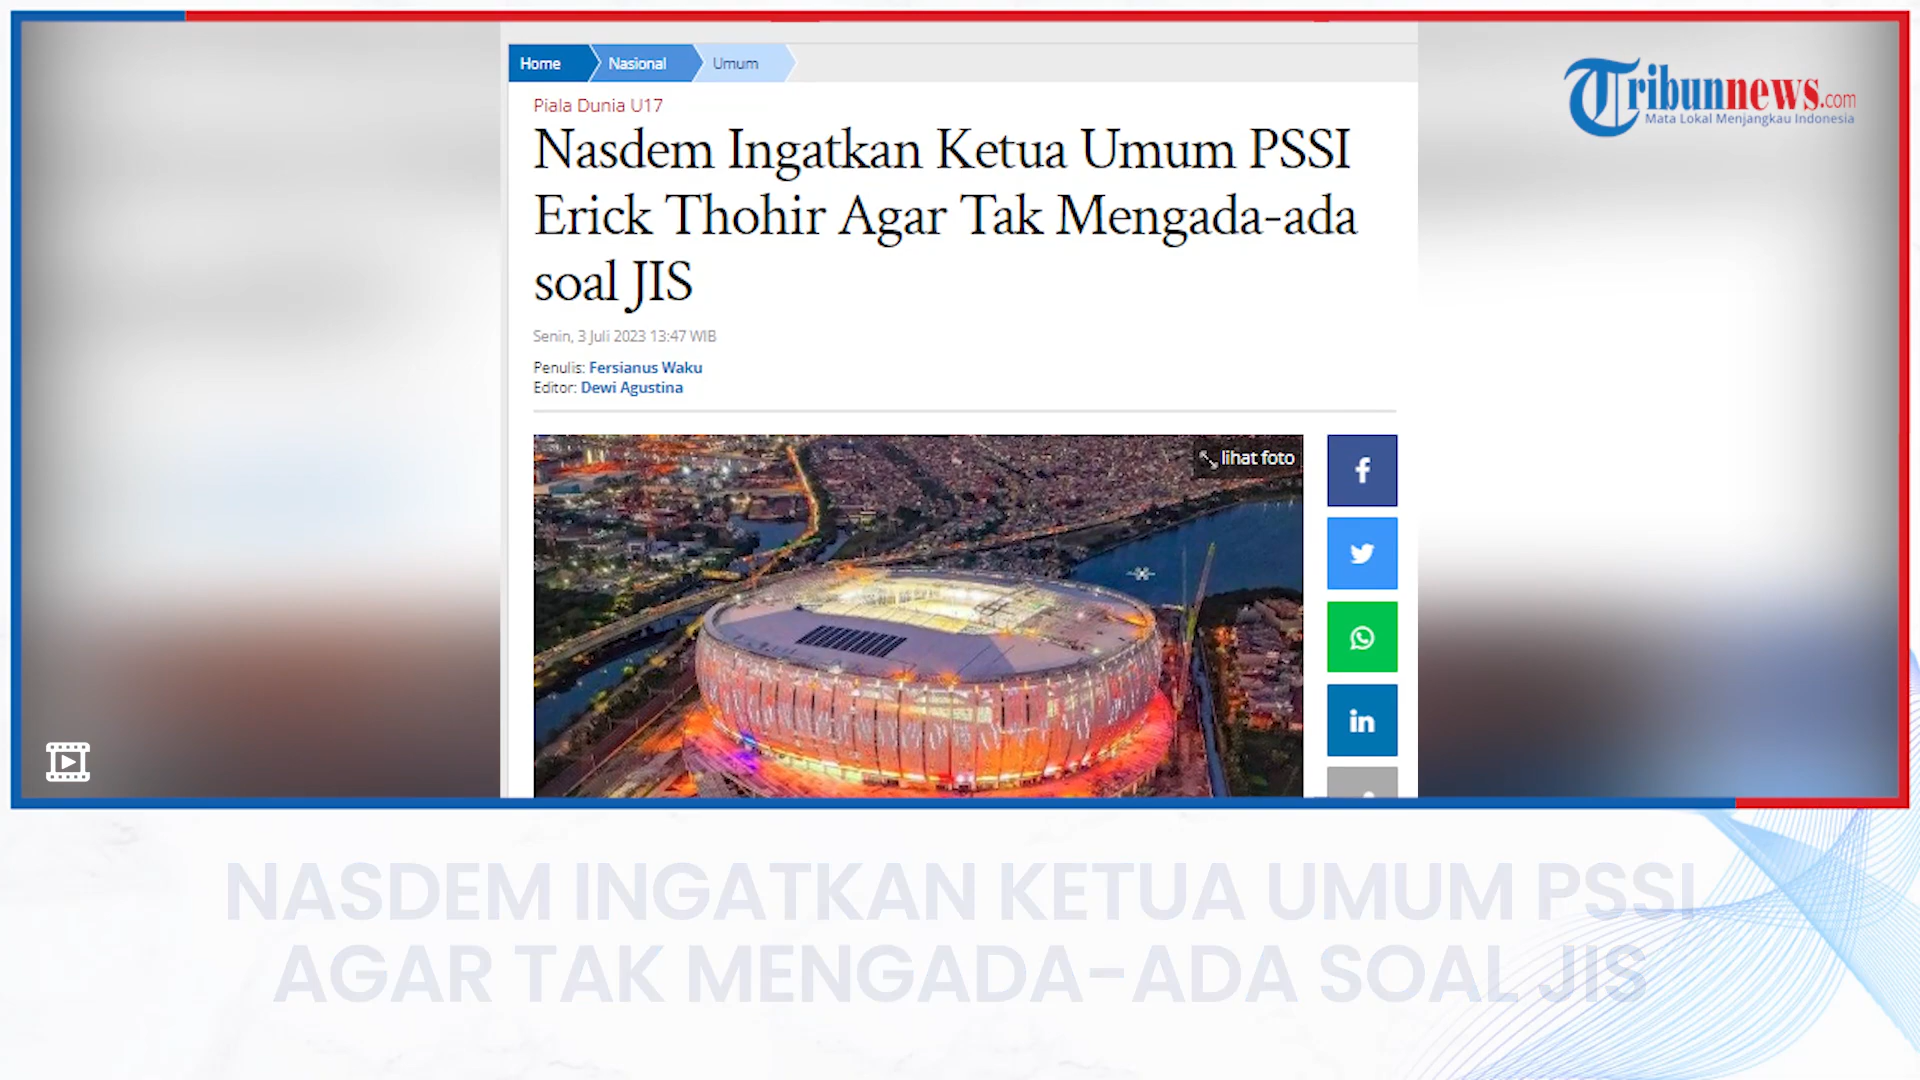 Home Nasional Umum
Tribunnews.com
Mata Lokal Menjangkau Indonesia
Piala Dunia U17
Nasdem Ingatkan Ketua Umum PSSI
Erick Thohir Agar Tak Mengada-ada
soal JIS
Senin, 3 Juli 2023 13:47 WIB
Penulis: Fersianus Waku
Editor: Dewi Agustina
lihat foto
NASDEM INGATKAN KETUA UMUM PSSI
AGAR TAK MENGADA-ADA SOAL JIS